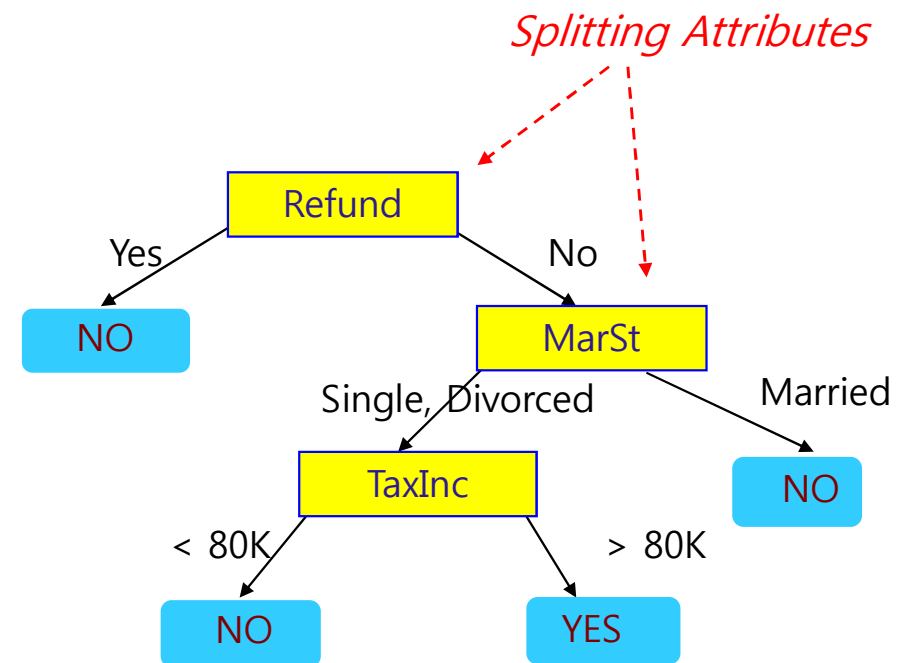 Splitting Attributes
Refund
Yes
No
NO
MarSt
Single, Divorced
Married
TaxInc
NO
< 80K
> 80K
NO
YES